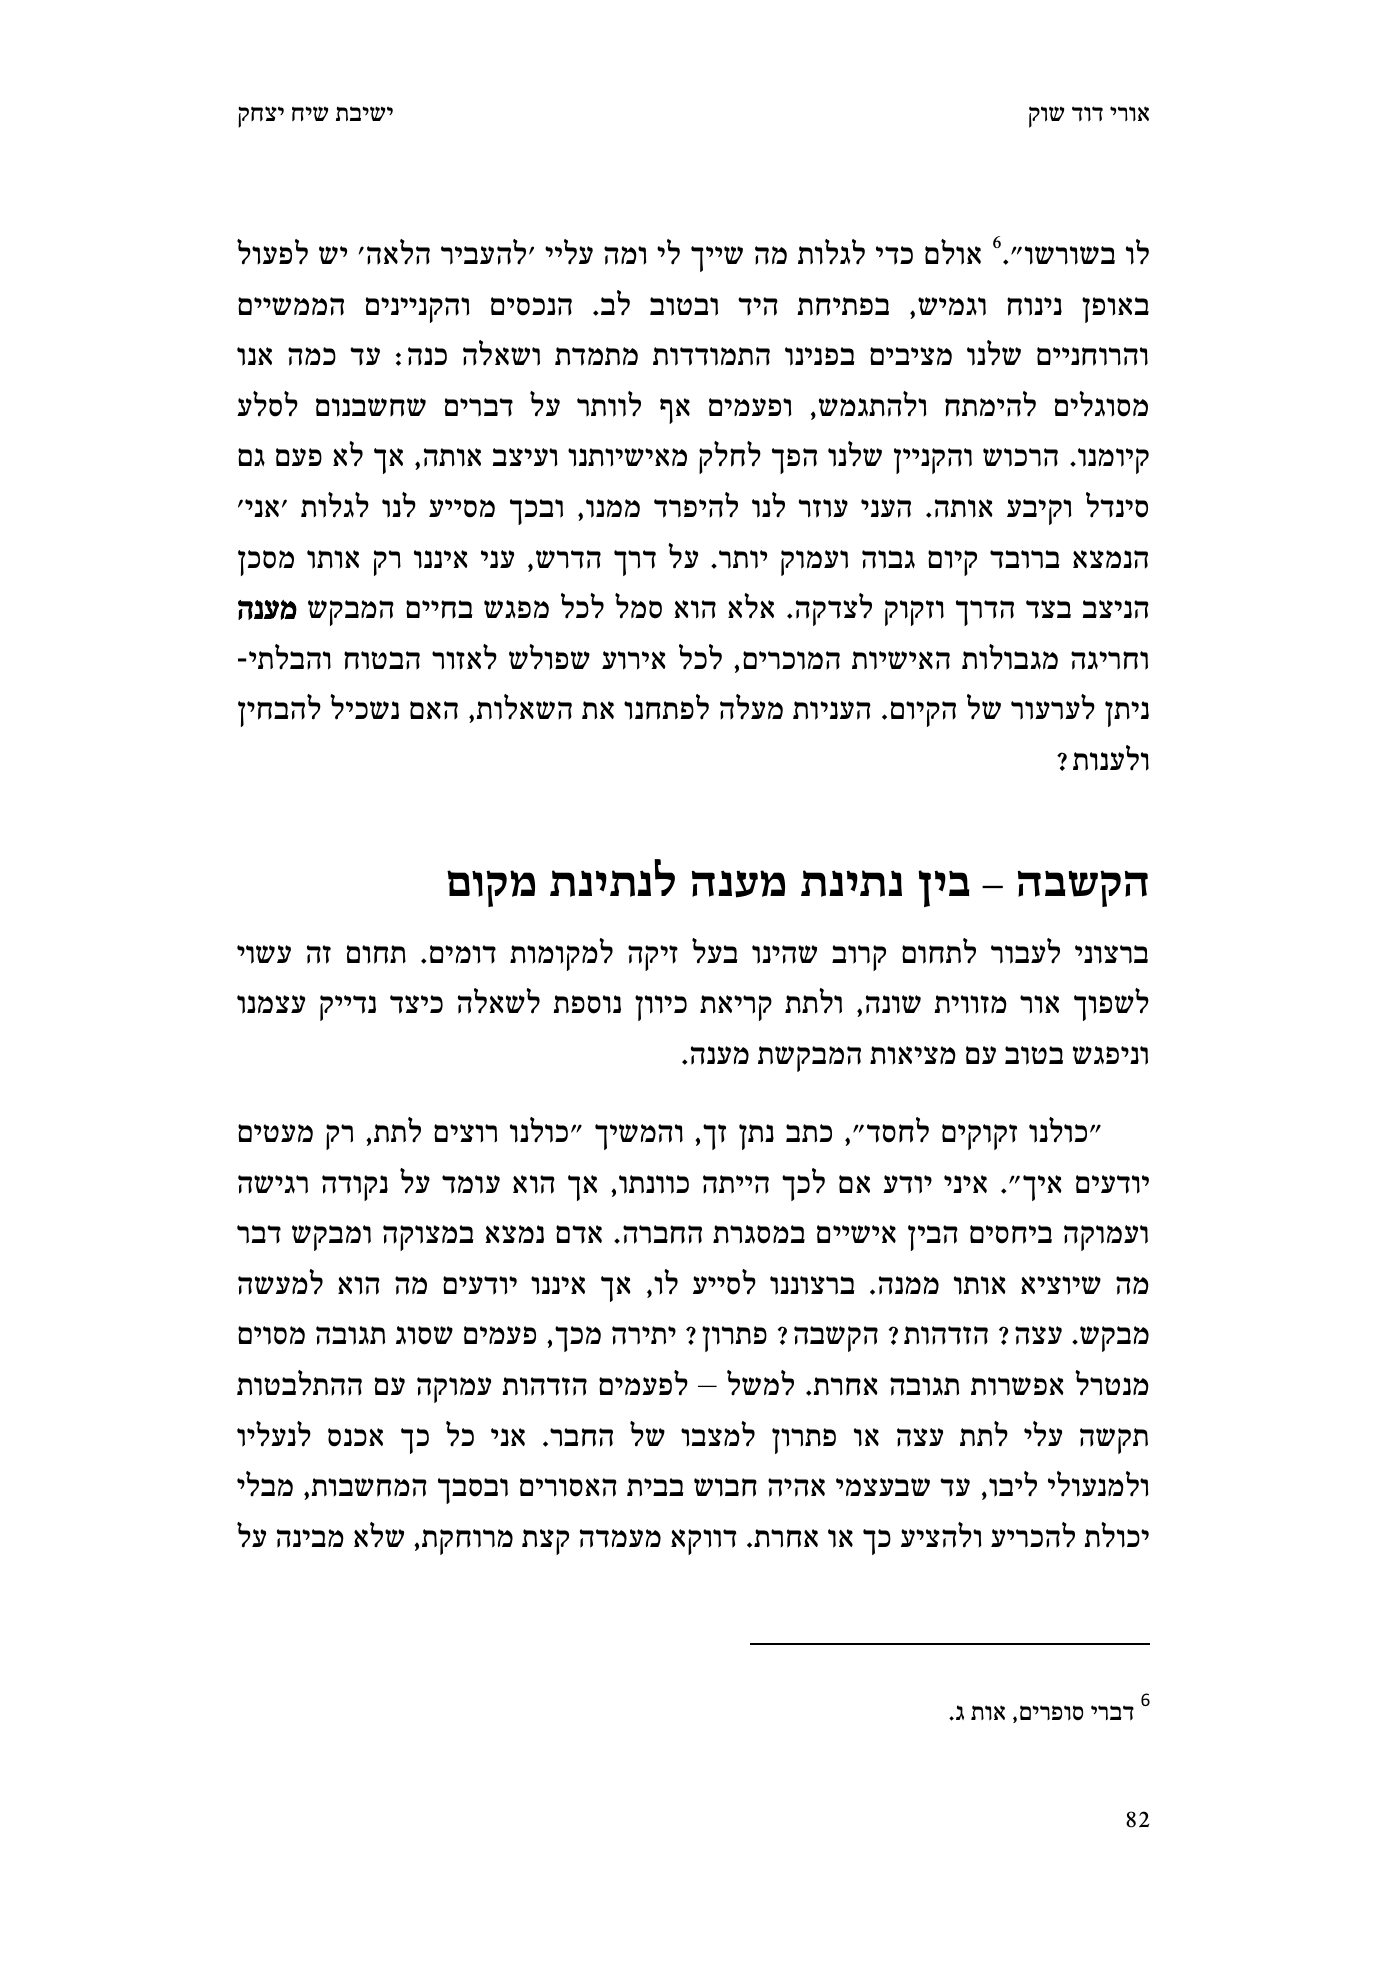 אורי דוד שוק
ישיבת שיח יצחק
לו בשורשו״.6 אולם כדי לגלות מה שייך לי ומה עליי ׳להעביר הלאה׳ יש לפעול
באופן נינוח וגמיש, בפתיחת היד ובטוב לב. הנכסים והקניינים הממשיים
והרוחניים שלנו מציבים בפנינו התמודדות מתמדת ושאלה כנה: עד כמה אנו
מסוגלים להימתח ולהתגמש, ופעמים אף לוותר על דברים שחשבנום לסלע
קיומנו. הרכוש והקניין שלנו הפך לחלק מאישיותנו ועיצב אותה, אך לא פעם גם
סינדל וקיבע אותה. העני עוזר לנו להיפרד ממנו, ובכך מסייע לנו לגלות ׳אני׳
הנמצא ברובד קיום גבוה ועמוק יותר. על דרך הדרש, עני איננו רק אותו מסכן
הניצב בצד הדרך וזקוק לצדקה. אלא הוא סמל לכל מפגש בחיים המבקש מענה
וחריגה מגבולות האישיות המוכרים, לכל אירוע שפולש לאזור הבטוח והבלתי-
ניתן לערעור של הקיום. העניות מעלה לפתחנו את השאלות, האם נשכיל להבחין
ולענות?
הקשבה – בין נתינת מענה לנתינת מקום
ברצוני לעבור לתחום קרוב שהינו בעל זיקה למקומות דומים. תחום זה עשוי
לשפוך אור מזווית שונה, ולתת קריאת כיוון נוספת לשאלה כיצד נדייק עצמנו
וניפגש בטוב עם מציאות המבקשת מענה.
״כולנו זקוקים לחסד״, כתב נתן זך, והמשיך ״כולנו רוצים לתת, רק מעטים
יודעים איך״. איני יודע אם לכך הייתה כוונתו, אך הוא עומד על נקודה רגישה
ועמוקה ביחסים הבין אישיים במסגרת החברה. אדם נמצא במצוקה ומבקש דבר
מה שיוציא אותו ממנה. ברצוננו לסייע לו, אך איננו יודעים מה הוא למעשה
מבקש. עצה? הזדהות? הקשבה? פתרון? יתירה מכך, פעמים שסוג תגובה מסוים
מנטרל אפשרות תגובה אחרת. למשל – לפעמים הזדהות עמוקה עם ההתלבטות
תקשה עלי לתת עצה או פתרון למצבו של החבר. אני כל כך אכנס לנעליו
ולמנעולי ליבו, עד שבעצמי אהיה חבוש בבית האסורים ובסבך המחשבות, מבלי
יכולת להכריע ולהציע כך או אחרת. דווקא מעמדה קצת מרוחקת, שלא מבינה על
6 דברי סופרים, אות ג.
82